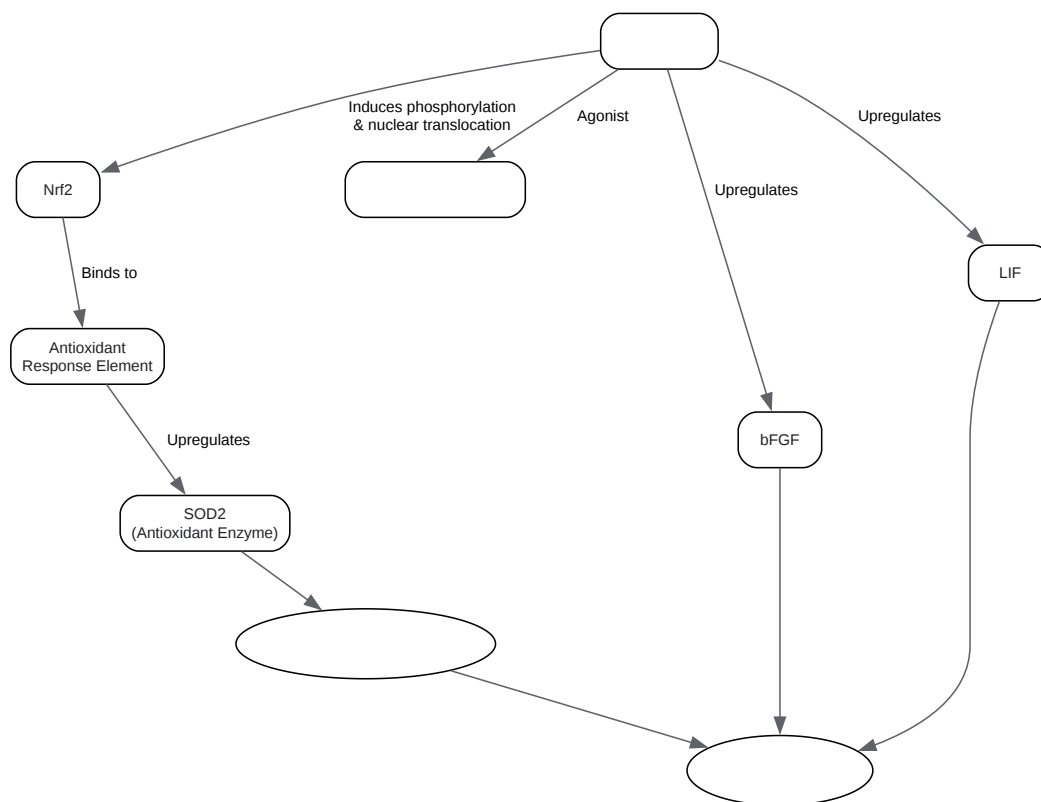 Induces phosphorylation
& nuclear translocation
Agonist
Upregulates
Nrf2
Upregulates
LIF
Binds to
Antioxidant
Response Element
Upregulates
bFGF
SOD2
(Antioxidant Enzyme)